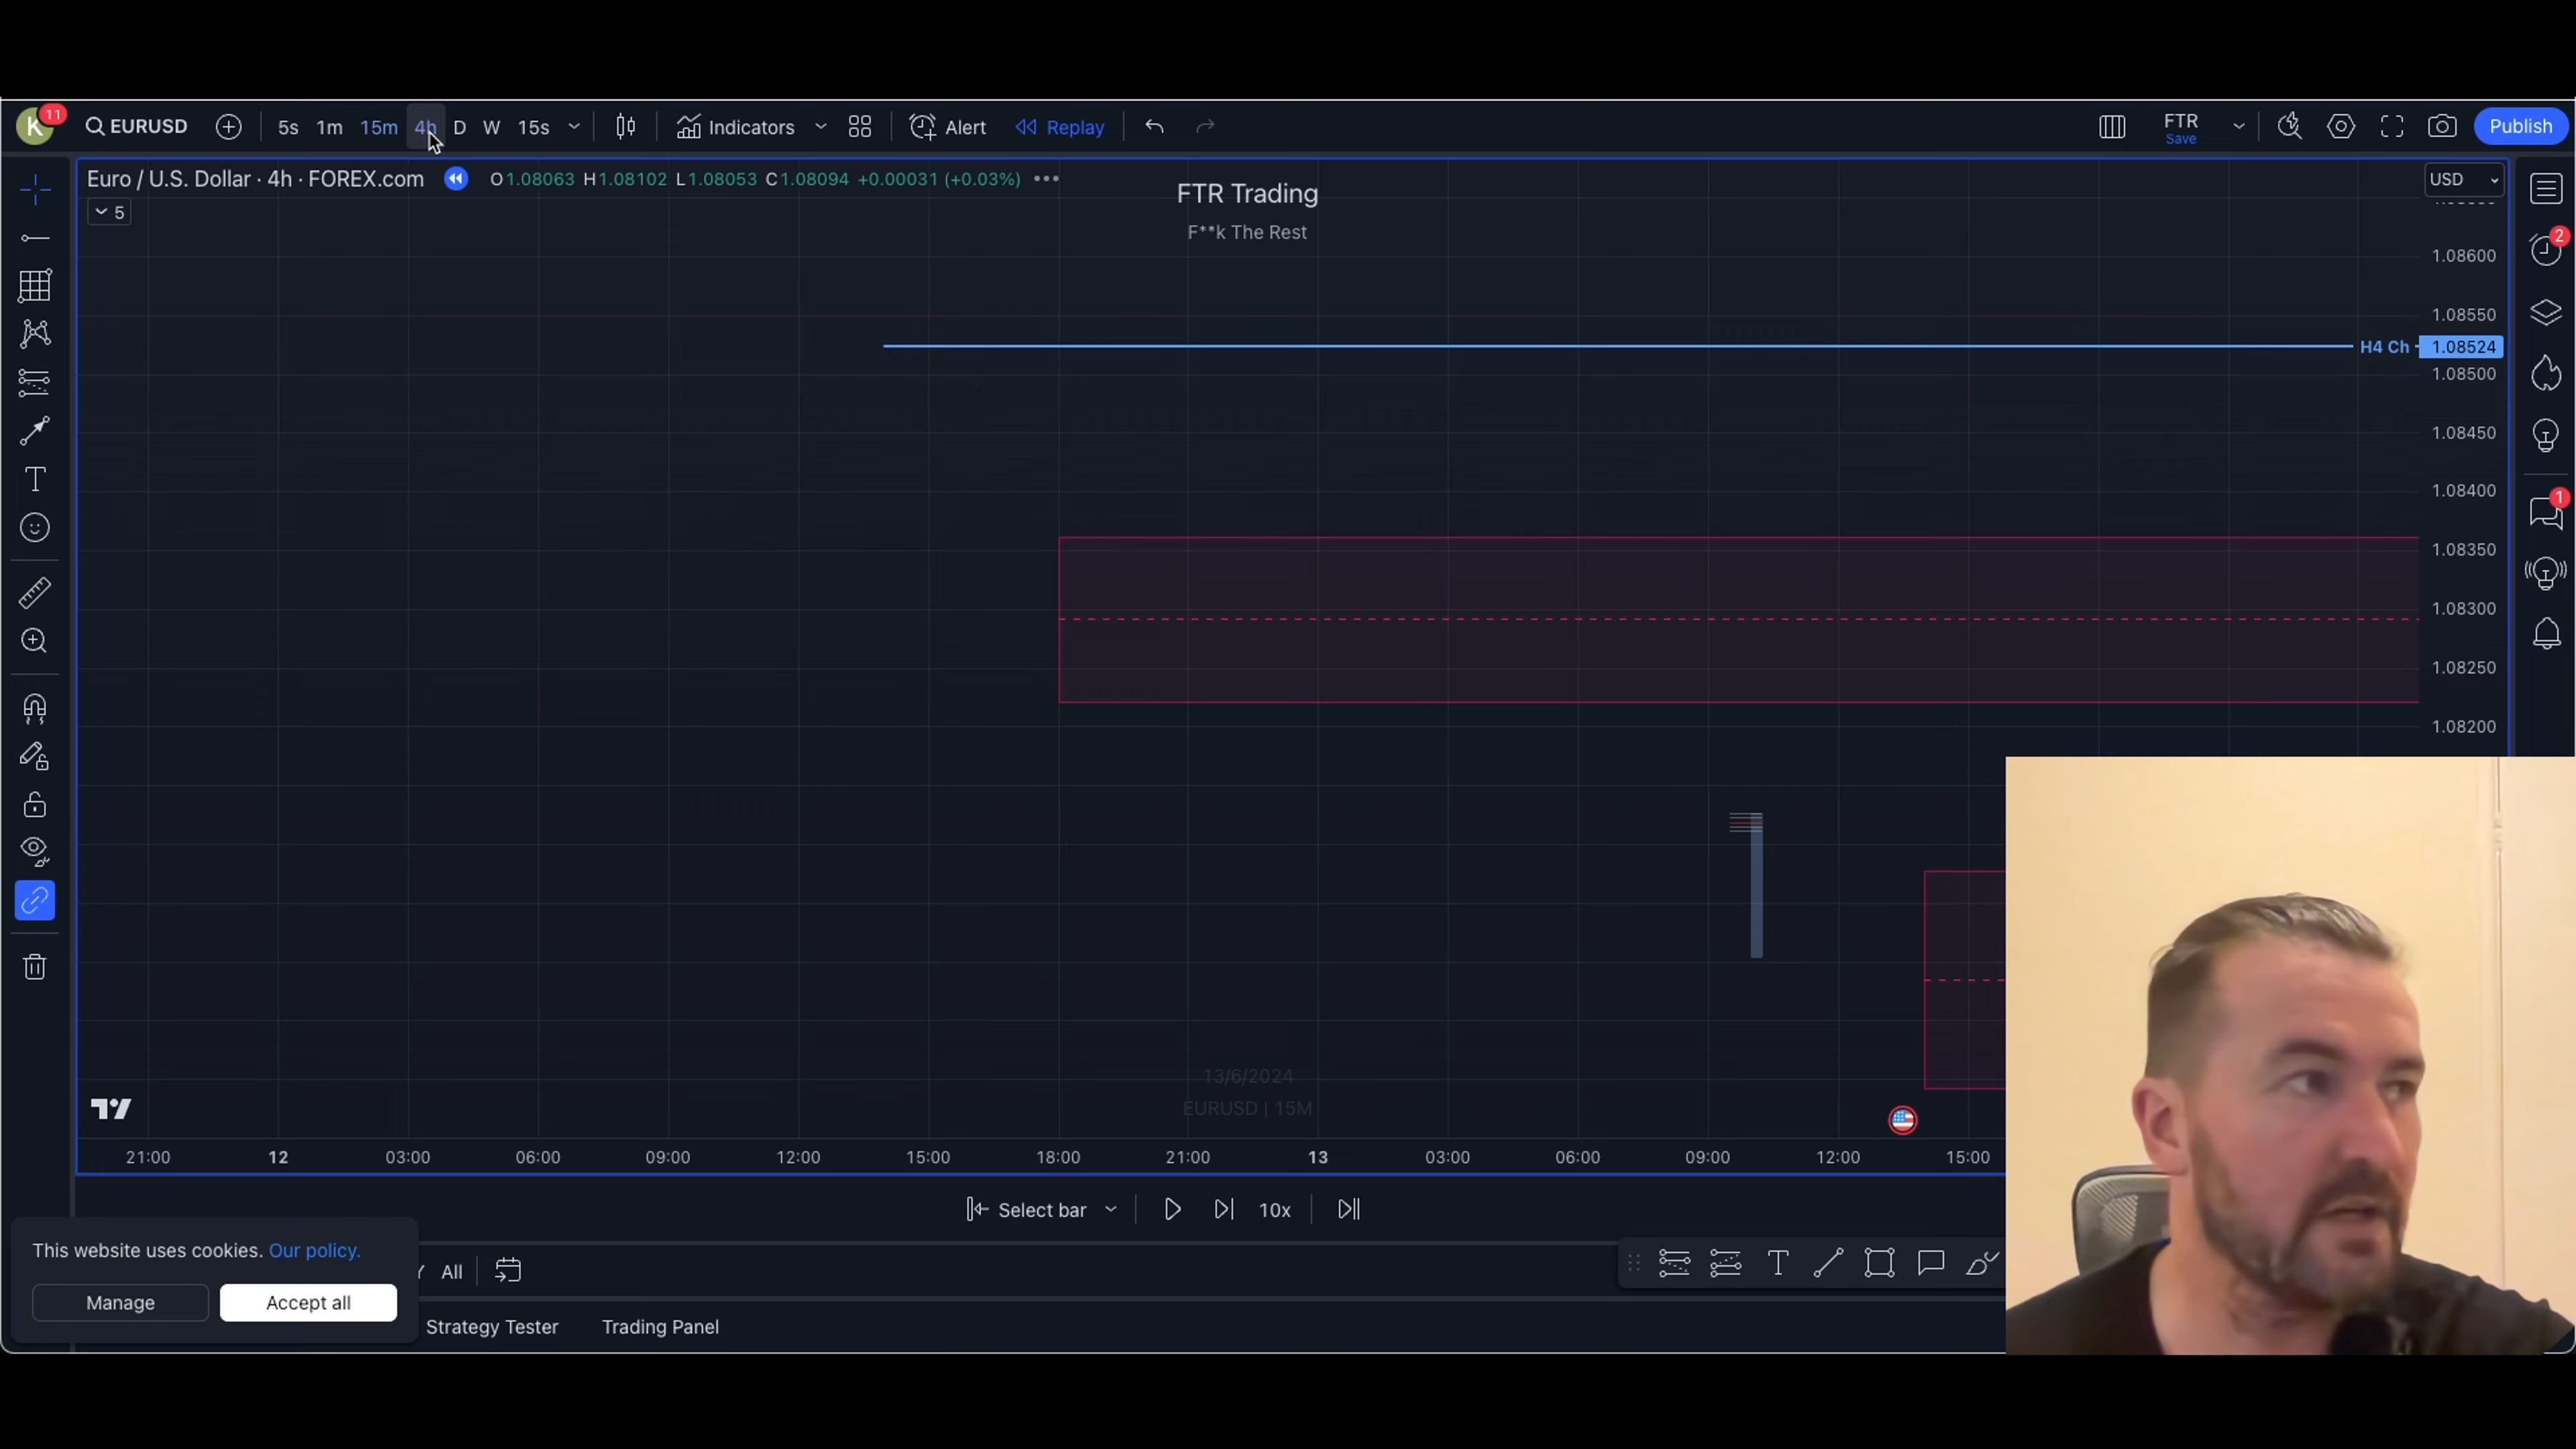 K 11 EURUSD 5s 1m 15m 4h D W 15s Indicators Alert Replay FTR Save Publish
Euro / U.S. Dollar · 4h · FOREX.com O1.08063 H1.08102 L1.08053 C1.08094 +0.00031 (+0.03%) USD
5
FTR Trading
F**k The Rest
2
1.08600
1.08550
H4 Ch 1.08524
1.08500
1.08450
1.08400
1
1.08350
1.08300
1.08250
1.08200
13/6/2024
EURUSD | 15M
21:00 12 03:00 06:00 09:00 12:00 15:00 18:00 21:00 13 03:00 06:00 09:00 12:00 15:00
Select bar 10x
This website uses cookies. Our policy.
All
Manage Accept all
Strategy Tester Trading Panel